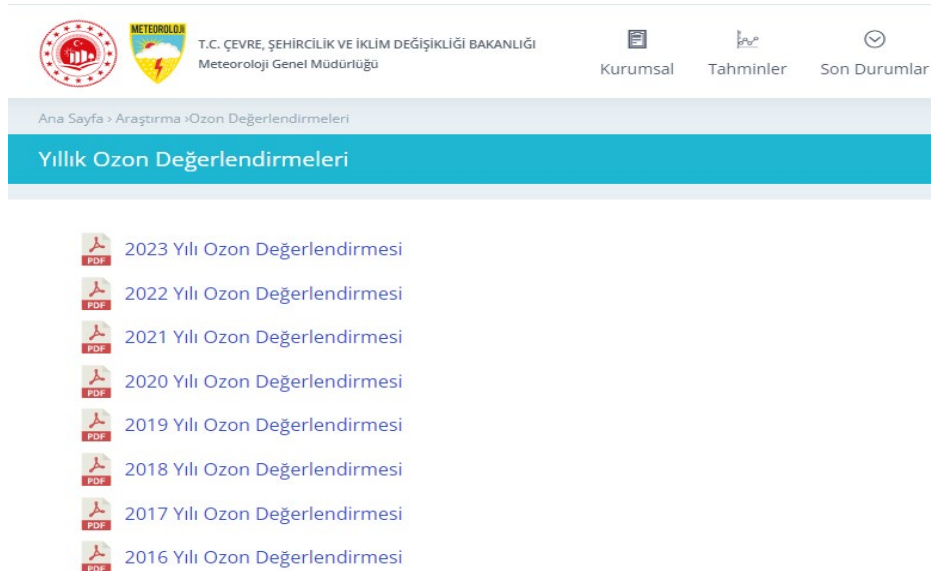 METEOROLOJİ
T.C. ÇEVRE, ŞEHİRCİLİK VE İKLİM DEĞİŞİKLİĞİ BAKANLIĞI
Meteoroloji Genel Müdürlüğü
Kurumsal
Tahminler
Son Durumlar
Ana Sayfa › Araştırma ›Ozon Değerlendirmeleri
Yıllık Ozon Değerlendirmeleri
PDF 2023 Yılı Ozon Değerlendirmesi
PDF 2022 Yılı Ozon Değerlendirmesi
PDF 2021 Yılı Ozon Değerlendirmesi
PDF 2020 Yılı Ozon Değerlendirmesi
PDF 2019 Yılı Ozon Değerlendirmesi
PDF 2018 Yılı Ozon Değerlendirmesi
PDF 2017 Yılı Ozon Değerlendirmesi
PDF 2016 Yılı Ozon Değerlendirmesi